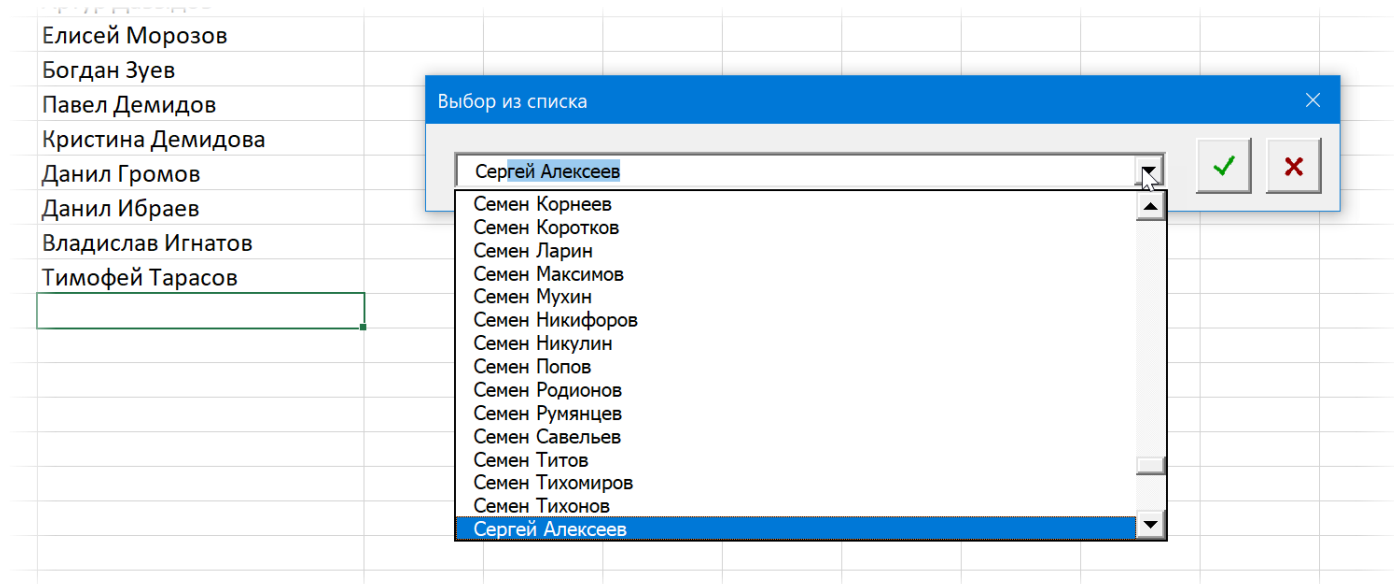 Елисей Морозов
Богдан Зуев
Павел Демидов
Кристина Демидова
Данил Громов
Данил Ибраев
Владислав Игнатов
Тимофей Тарасов
Выбор из списка
Сергей Алексеев
Семен Корнеев
Семен Коротков
Семен Ларин
Семен Максимов
Семен Мухин
Семен Никифоров
Семен Никулин
Семен Попов
Семен Родионов
Семен Румянцев
Семен Савельев
Семен Титов
Семен Тихомиров
Семен Тихонов
Сергей Алексеев